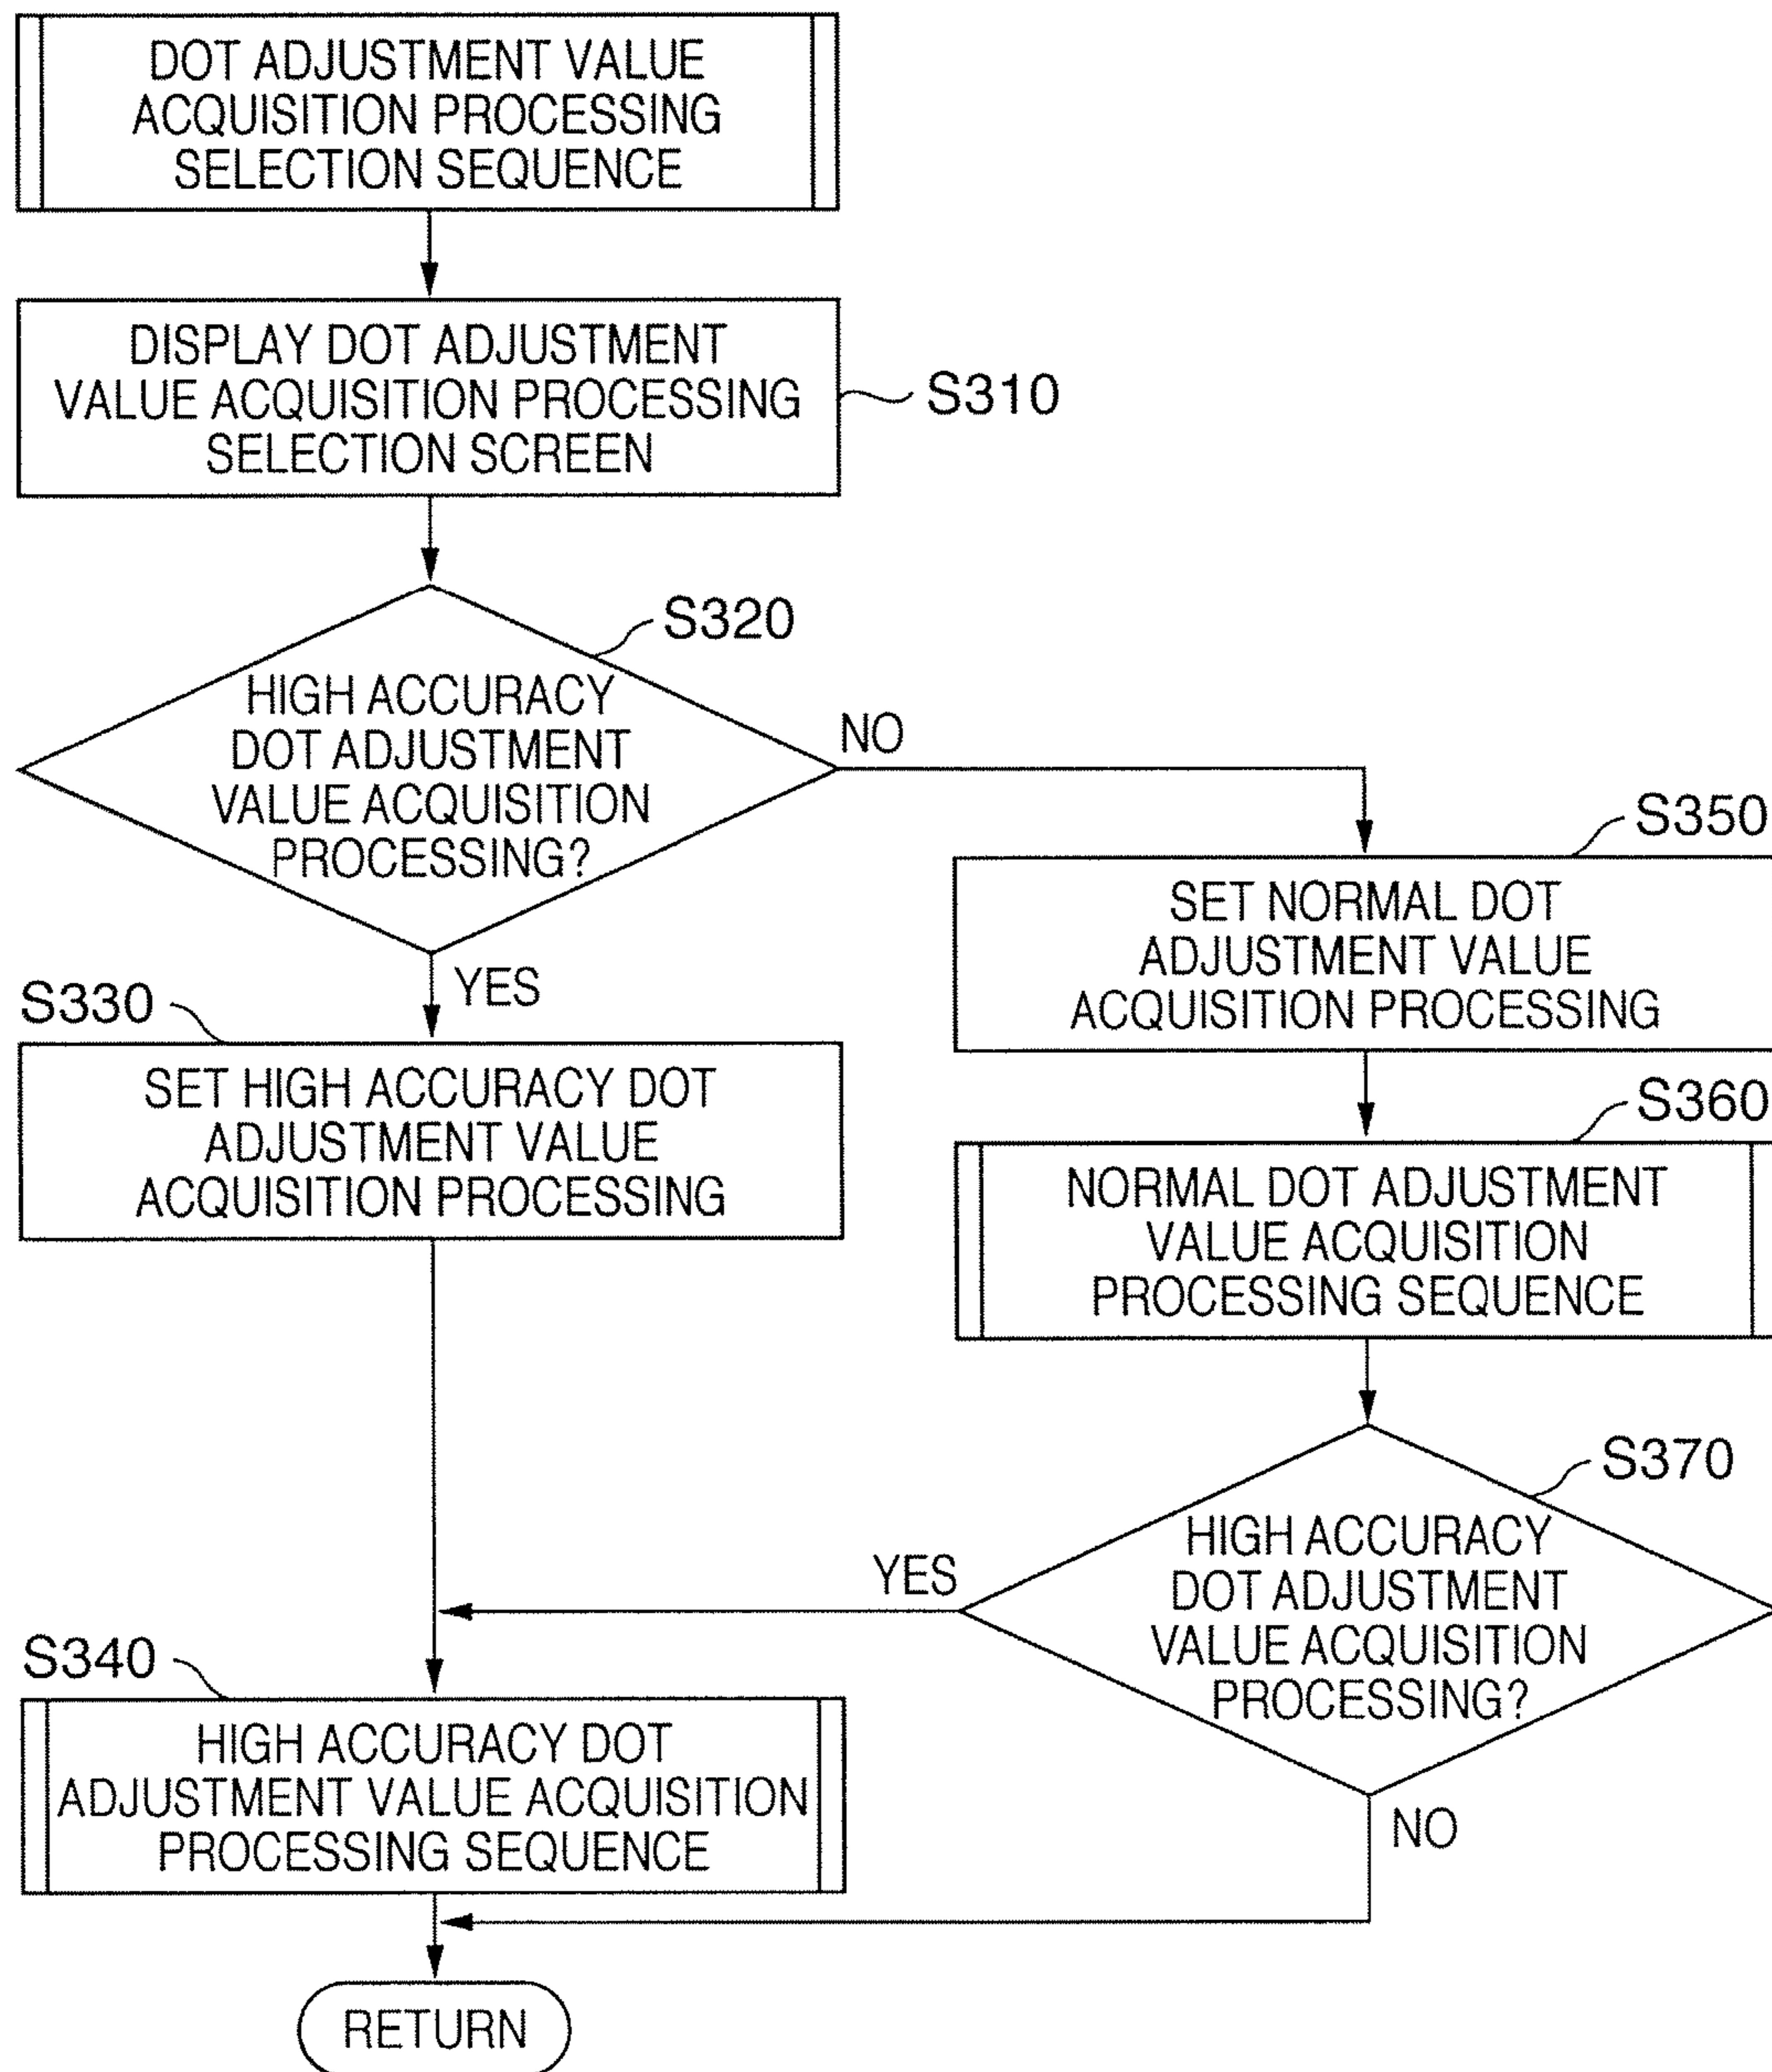 DOT ADJUSTMENT VALUE
ACQUISITION PROCESSING
SELECTION SEQUENCE
DISPLAY DOT ADJUSTMENT
VALUE ACQUISITION PROCESSING
SELECTION SCREEN
S310
S320
HIGH ACCURACY
DOT ADJUSTMENT
VALUE ACQUISITION
PROCESSING?
NO
YES
S330
SET HIGH ACCURACY DOT
ADJUSTMENT VALUE
ACQUISITION PROCESSING
S350
SET NORMAL DOT
ADJUSTMENT VALUE
ACQUISITION PROCESSING
S360
NORMAL DOT ADJUSTMENT
VALUE ACQUISITION
PROCESSING SEQUENCE
S370
HIGH ACCURACY
DOT ADJUSTMENT
VALUE ACQUISITION
PROCESSING?
YES
NO
S340
HIGH ACCURACY DOT
ADJUSTMENT VALUE ACQUISITION
PROCESSING SEQUENCE
RETURN